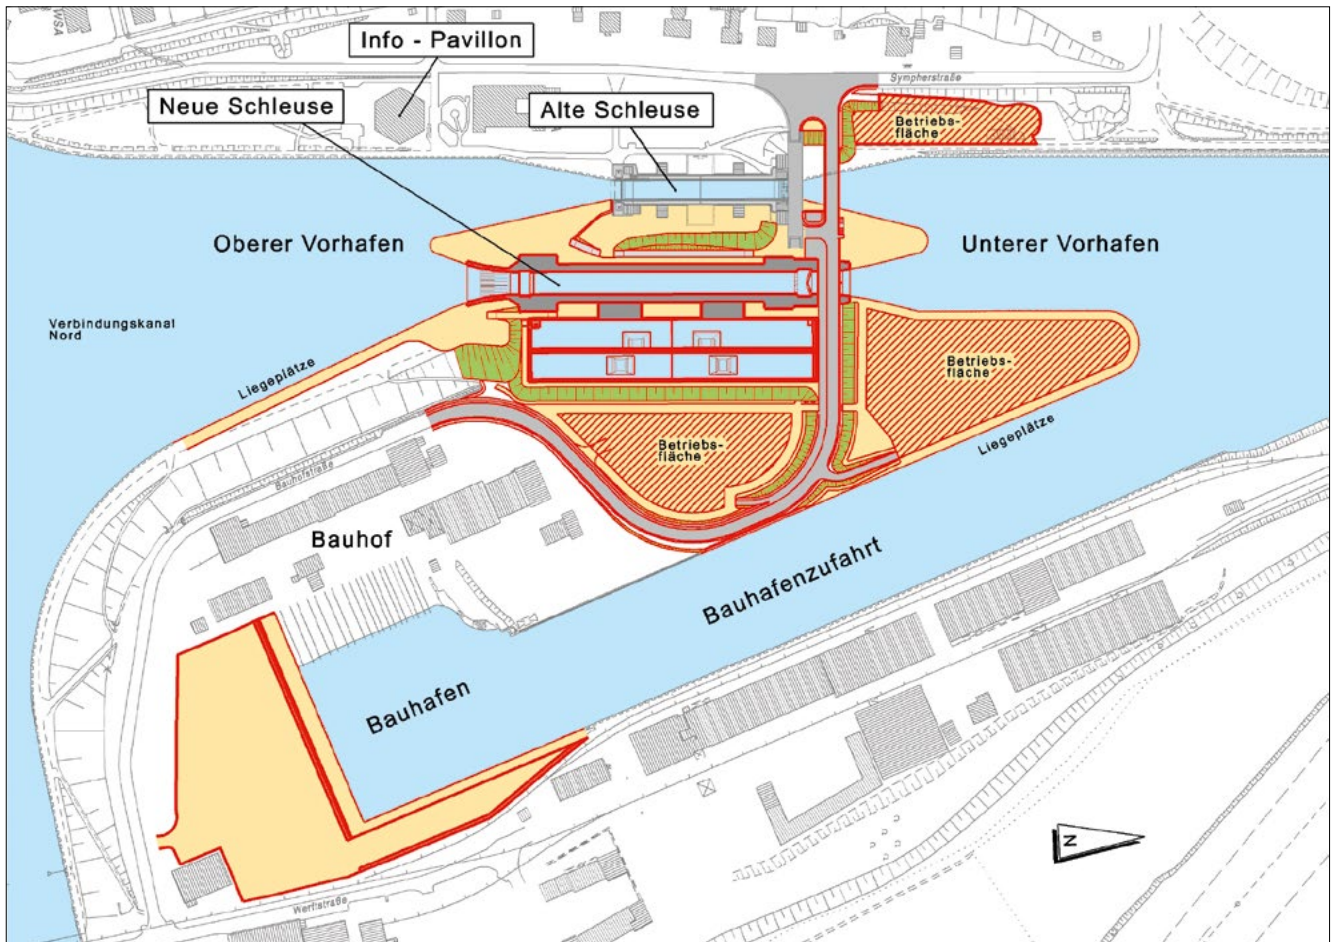 WSA
Info - Pavillon
Sympherstraße
Neue Schleuse
Alte Schleuse
Betriebs-
fläche
Oberer Vorhafen
Unterer Vorhafen
Verbindungskanal
Nord
Liegeplätze
Betriebs-
fläche
Liegeplätze
Betriebs-
fläche
Bauhofstraße
Bauhof
Bauhafenzufahrt
Bauhafen
N
Werftstraße